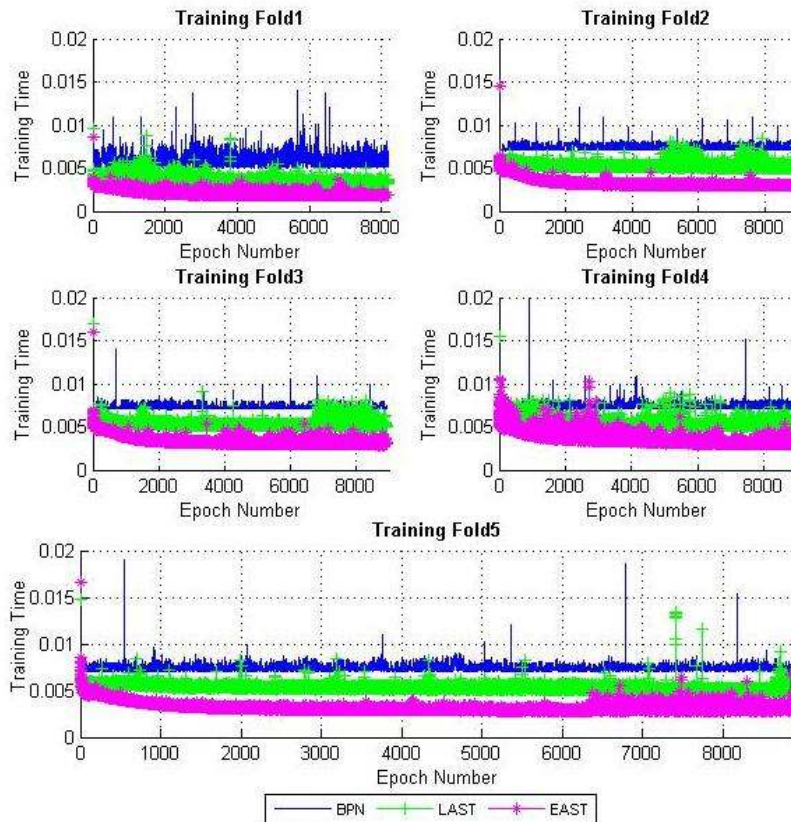 Training Fold1
Training Fold2
0.02
0.015
0.01
0.005
0
Training Time
0 2000 4000 6000 8000
Epoch Number
0.02
0.015
0.01
0.005
0
Training Time
0 2000 4000 6000 8000
Epoch Number
Training Fold3
Training Fold4
0.02
0.015
0.01
0.005
0
Training Time
0 2000 4000 6000 8000
Epoch Number
0.02
0.015
0.01
0.005
0
Training Time
0 2000 4000 6000 8000
Epoch Number
Training Fold5
0.02
0.015
0.01
0.005
0
Training Time
0 1000 2000 3000 4000 5000 6000 7000 8000
Epoch Number
BPN LAST EAST